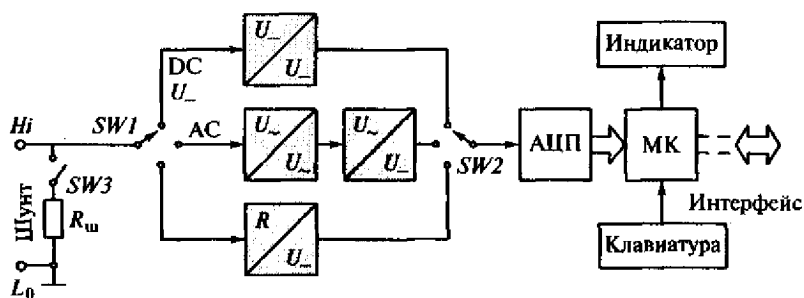 Hi
SW1
DC
U_
AC
SW3
Шунт
Rш
L0
U_
U_
U~
U~
U~
U_
R
U_
SW2
АЦП
МК
Индикатор
Интерфейс
Клавиатура